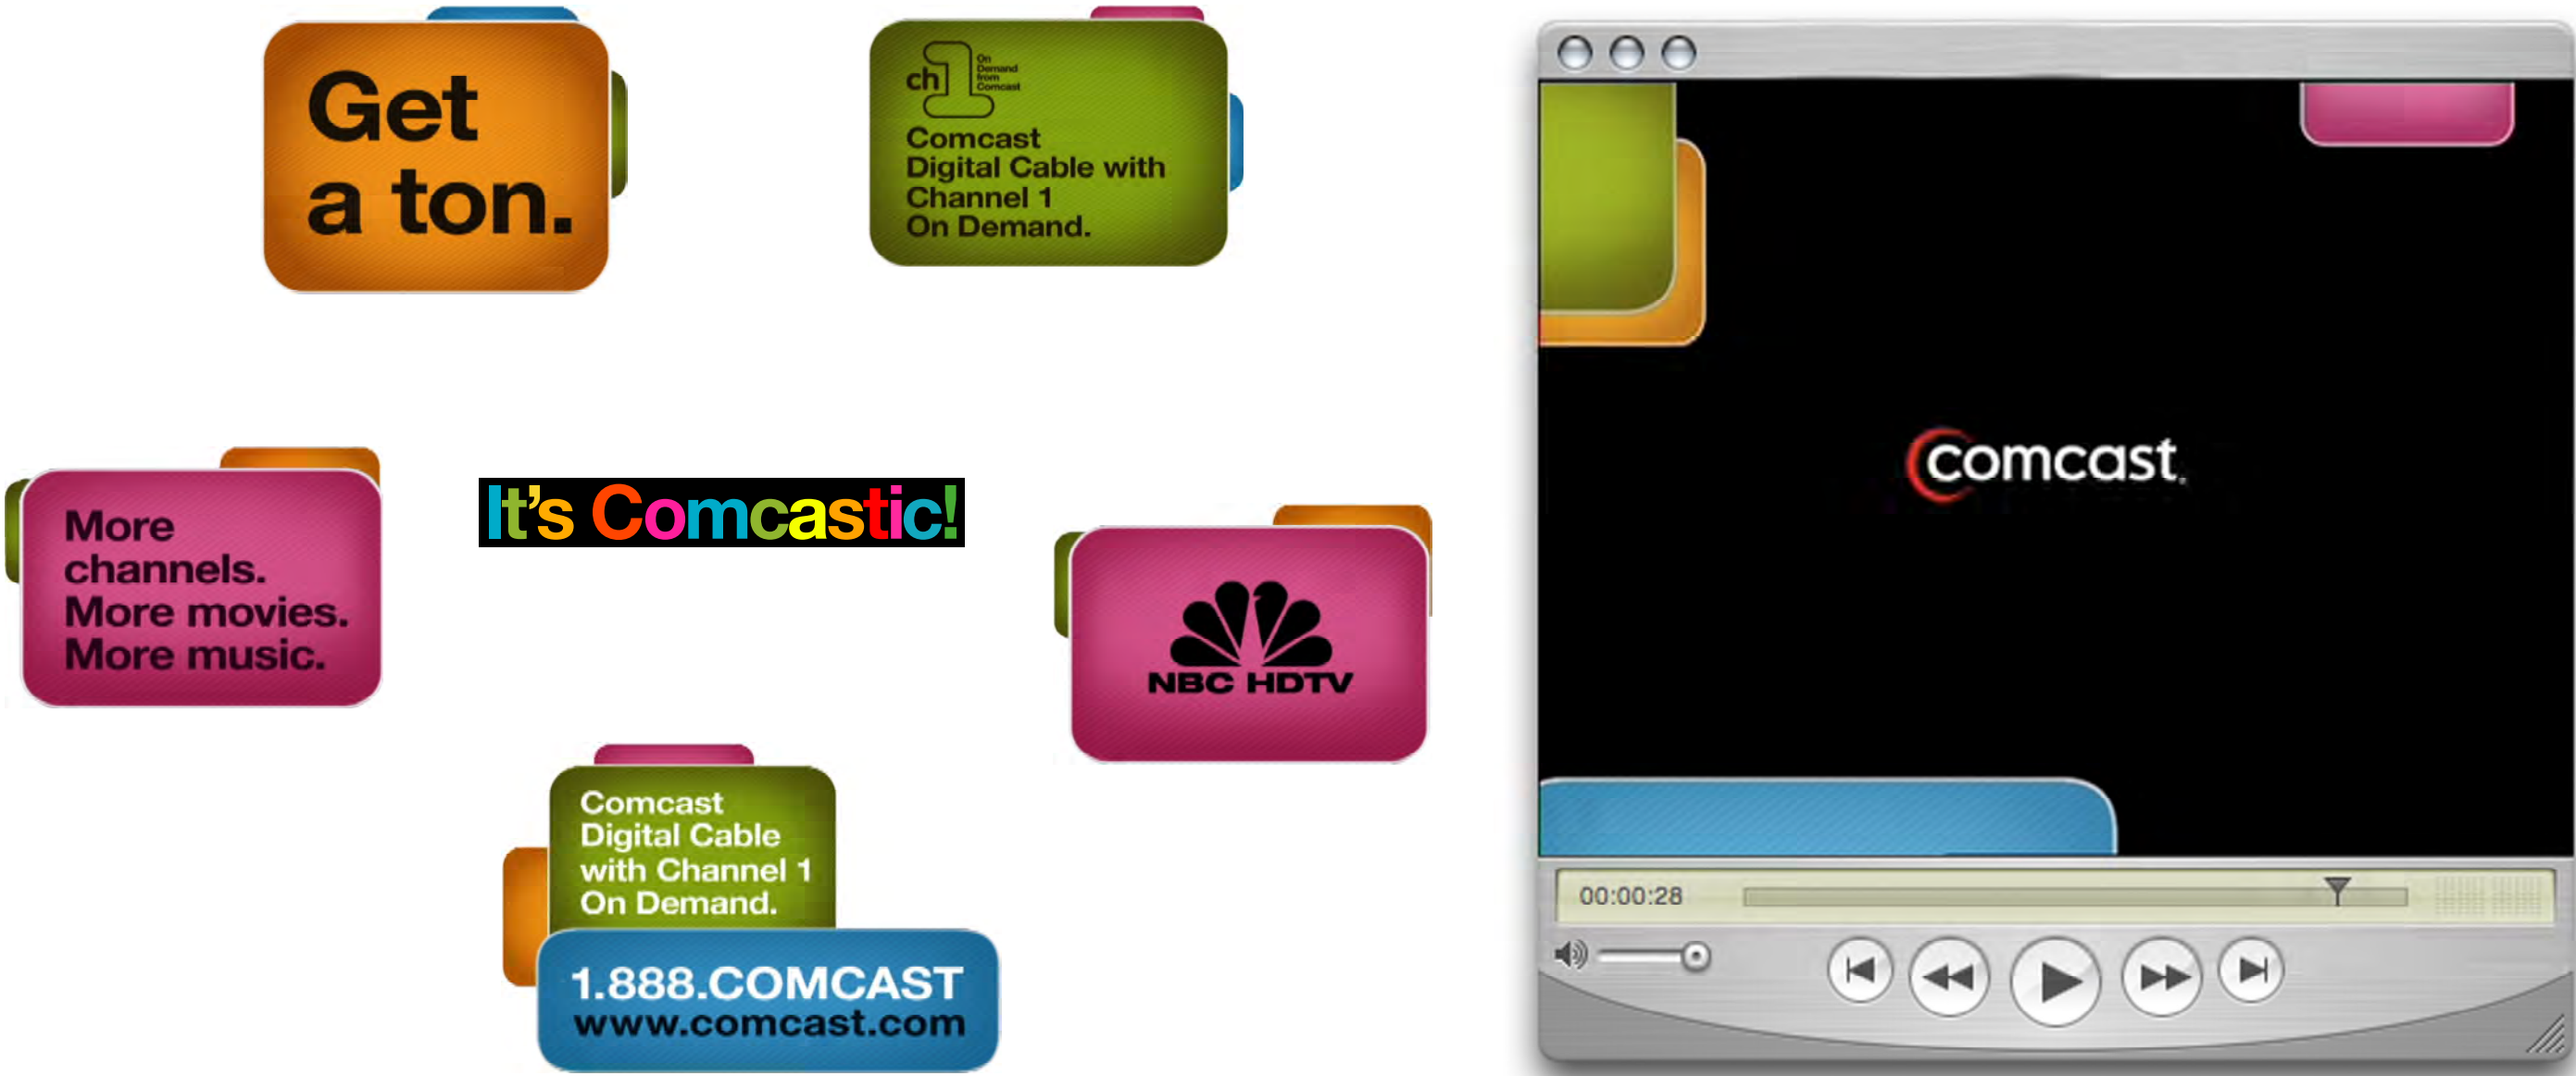 Get
a ton.
ch
1
On
Demand
from
Comcast
Comcast
Digital Cable with
Channel 1
On Demand.
More
channels.
More movies.
More music.
It's Comcastic!
NBC HDTV
Comcast
Digital Cable
with Channel 1
On Demand.
1.888.COMCAST
www.comcast.com
comcast.
00:00:28